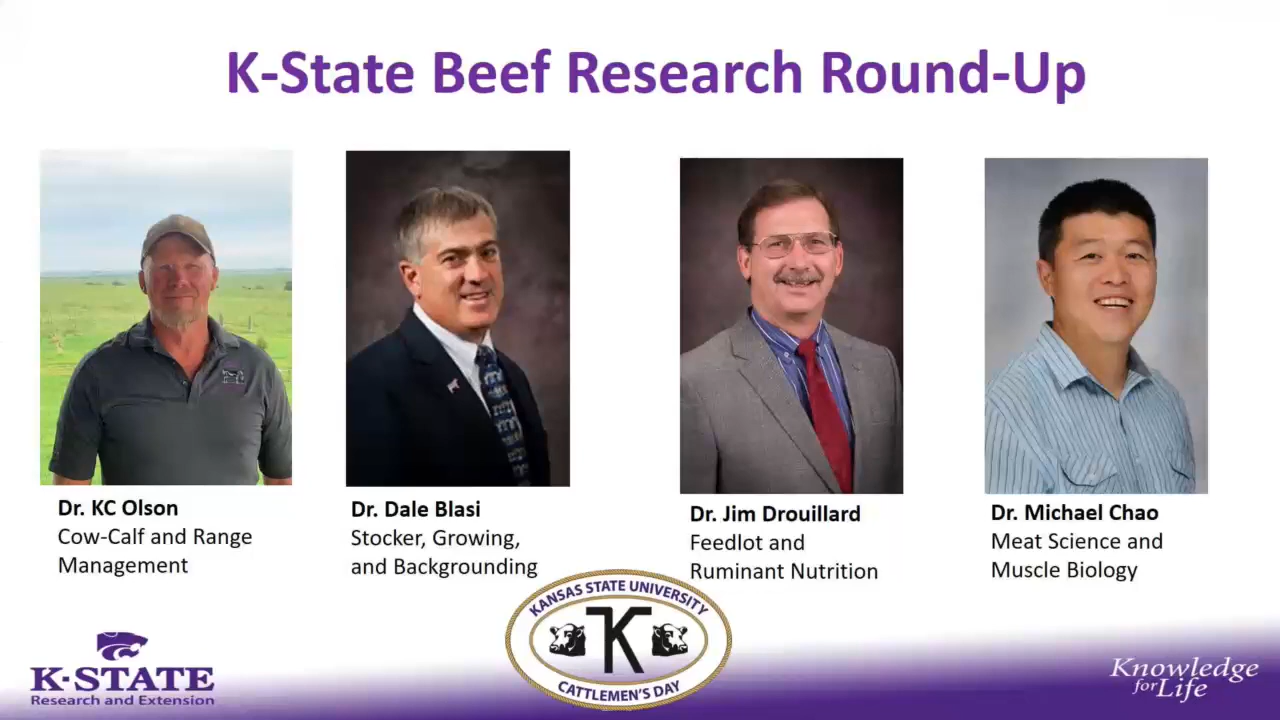 K-State Beef Research Round-Up
Dr. KC Olson
Cow-Calf and Range
Management
Dr. Dale Blasi
Stocker, Growing,
and Backgrounding
Dr. Jim Drouillard
Feedlot and
Ruminant Nutrition
Dr. Michael Chao
Meat Science and
Muscle Biology
KANSAS STATE UNIVERSITY
K
CATTLEMEN'S DAY
K-STATE
Research and Extension
Knowledge
for Life